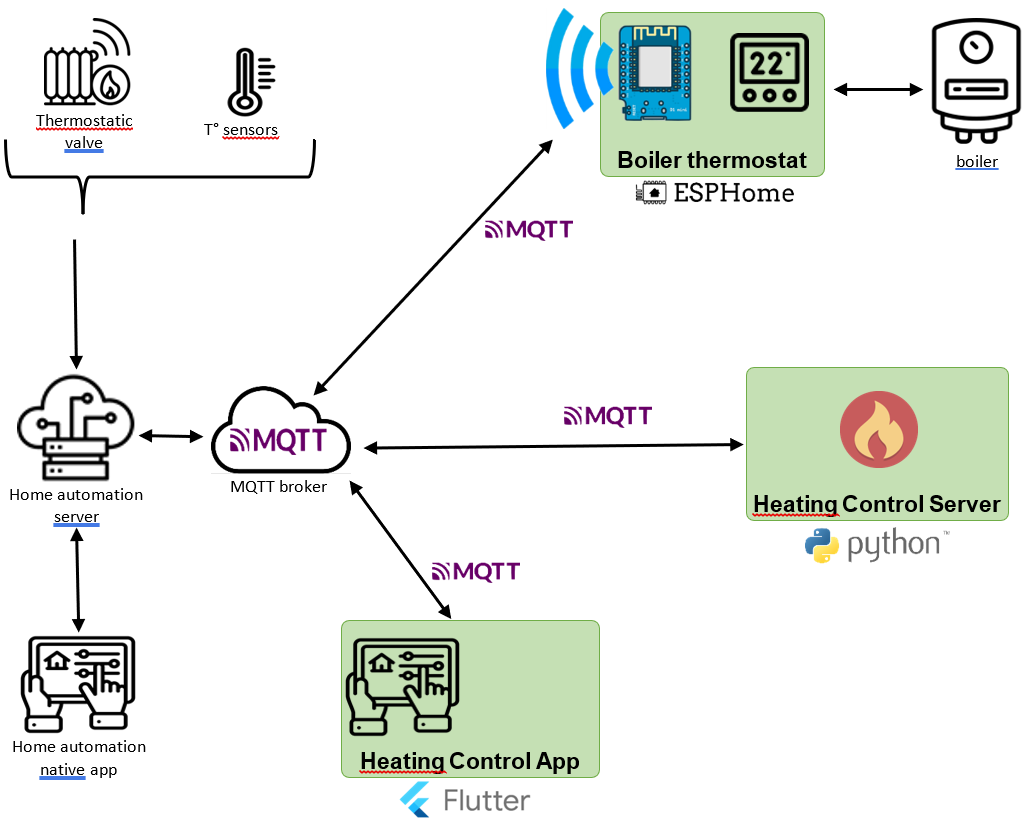 Thermostatic
valve
T° sensors
22°
Boiler thermostat
ESPHome
boiler
MQTT
MQTT
Heating Control Server
python™
MQTT
MQTT broker
Home automation
server
MQTT
Heating Control App
Flutter
Home automation
native app